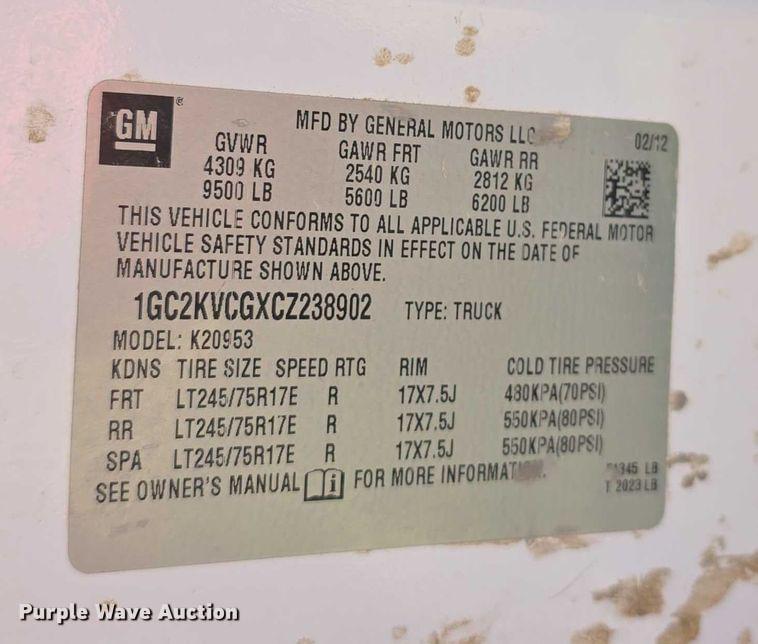 GM®
MFD BY GENERAL MOTORS LLC
02/12
GVWR GAWR FRT GAWR RR
4309 KG 2540 KG 2812 KG
9500 LB 5600 LB 6200 LB
THIS VEHICLE CONFORMS TO ALL APPLICABLE U.S. FEDERAL MOTOR
VEHICLE SAFETY STANDARDS IN EFFECT ON THE DATE OF
MANUFACTURE SHOWN ABOVE.
1GC2KVCGXCZ238902 TYPE: TRUCK
MODEL: K20953
KDNS TIRE SIZE SPEED RTG RIM COLD TIRE PRESSURE
FRT LT245/75R17E R 17X7.5J 480KPA(70PSI)
RR LT245/75R17E R 17X7.5J 550KPA(80PSI)
SPA LT245/75R17E R 17X7.5J 550KPA(80PSI)
SEE OWNER'S MANUAL FOR MORE INFORMATION.
1345 LB
T 2023 LB
Purple Wave Auction